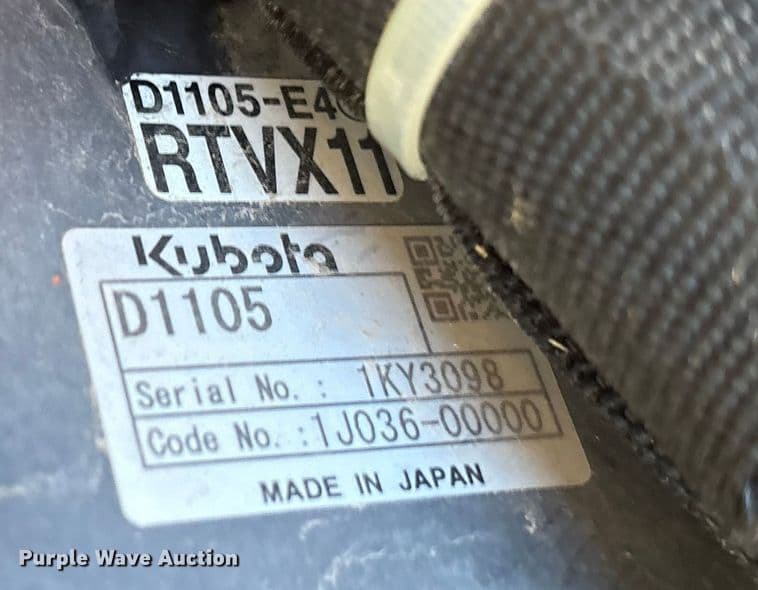 D1105-E4
RTVX11
Kubota
D1105
Serial No. : 1KY3098
Code No. :1J036-00000
MADE IN JAPAN
Purple Wave Auction